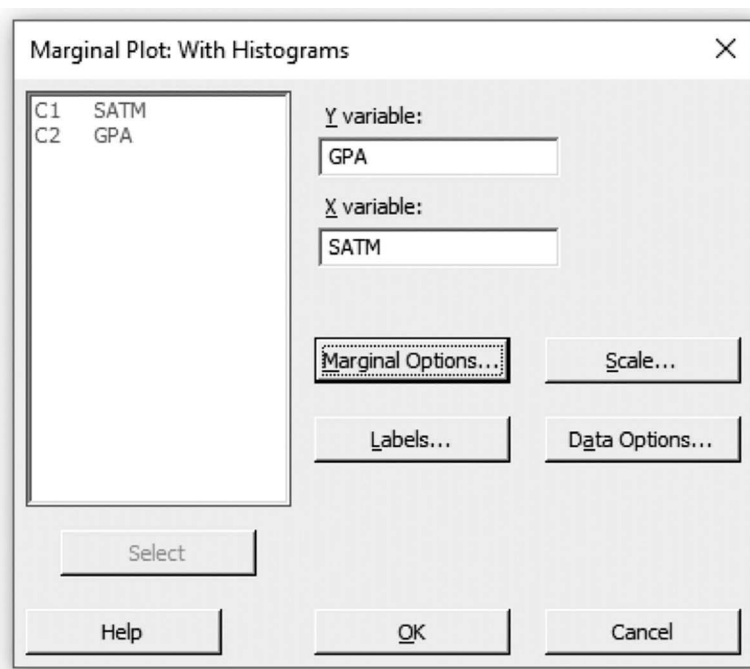 Marginal Plot: With Histograms
C1 SATM
C2 GPA
Y variable:
GPA
X variable:
SATM
Marginal Options...
Scale...
Labels...
Data Options...
Select
Help
OK
Cancel